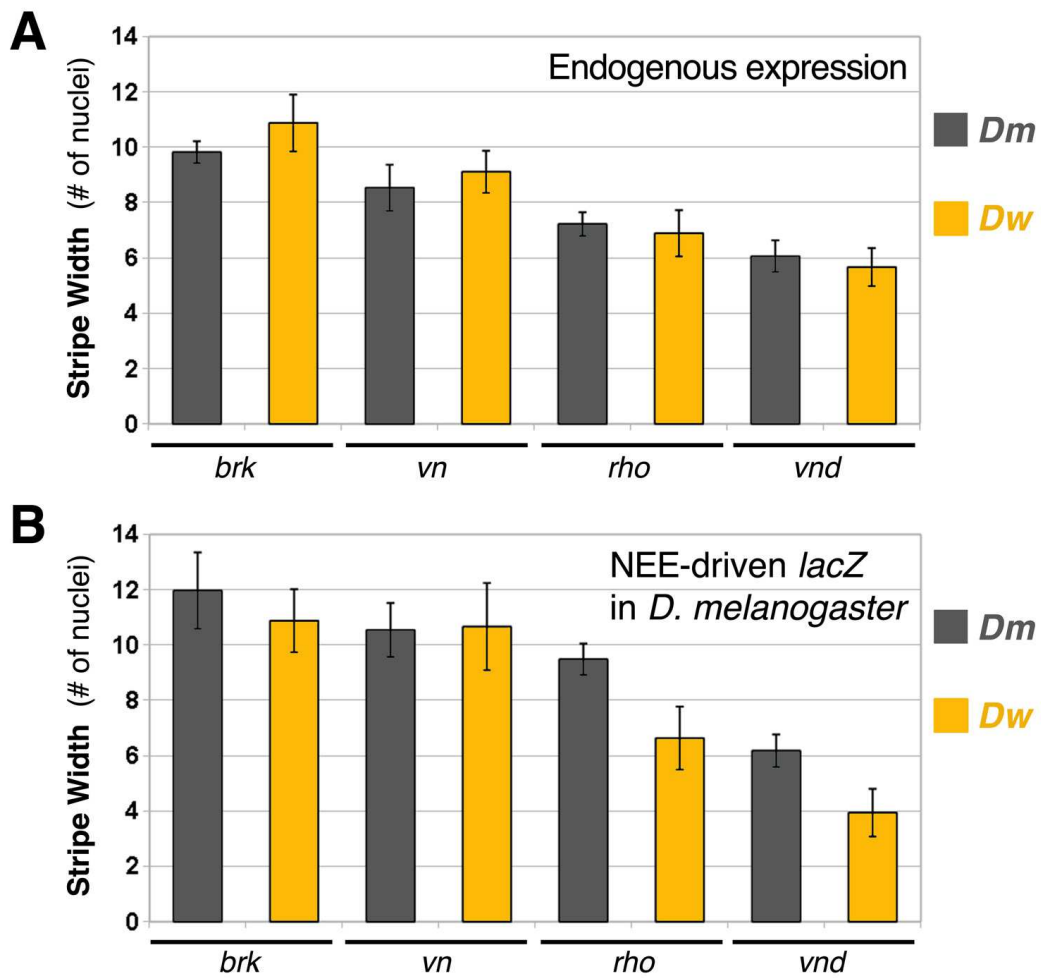 A
Endogenous expression
Stripe Width (# of nuclei)
14
12
10
8
6
4
2
0
brk vn rho vnd
Dm
Dw
B
NEE-driven lacZ
in D. melanogaster
Stripe Width (# of nuclei)
14
12
10
8
6
4
2
0
brk vn rho vnd
Dm
Dw